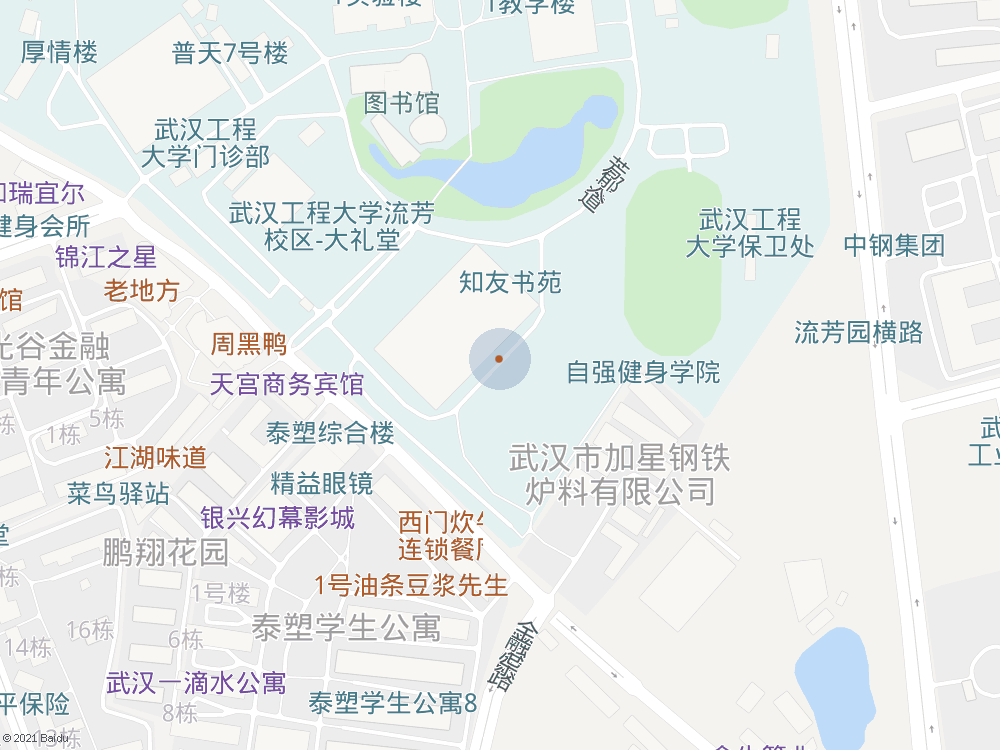 1教学楼
厚情楼
普天7号楼
图书馆
武汉工程
大学门诊部
茗都道
和瑞宜尔
健身会所
武汉工程大学流芳
校区-大礼堂
武汉工程
大学保卫处
中钢集团
锦江之星
知友书苑
老地方
馆
流芳园横路
周黑鸭
光谷金融
青年公寓
天宫商务宾馆
自强健身学院
5栋
栋
1栋
泰塑综合楼
武
工业
江湖味道
武汉市加星钢铁
炉料有限公司
精益眼镜
菜鸟驿站
银兴幻幕影城
西门炊牛
连锁餐厅
堂
鹏翔花园
栋
1号油条豆浆先生
1号楼
泰塑学生公寓
16栋
6栋
14栋
武汉一滴水公寓
平保险
泰塑学生公寓8
8栋
13栋
© 2021 Baidu